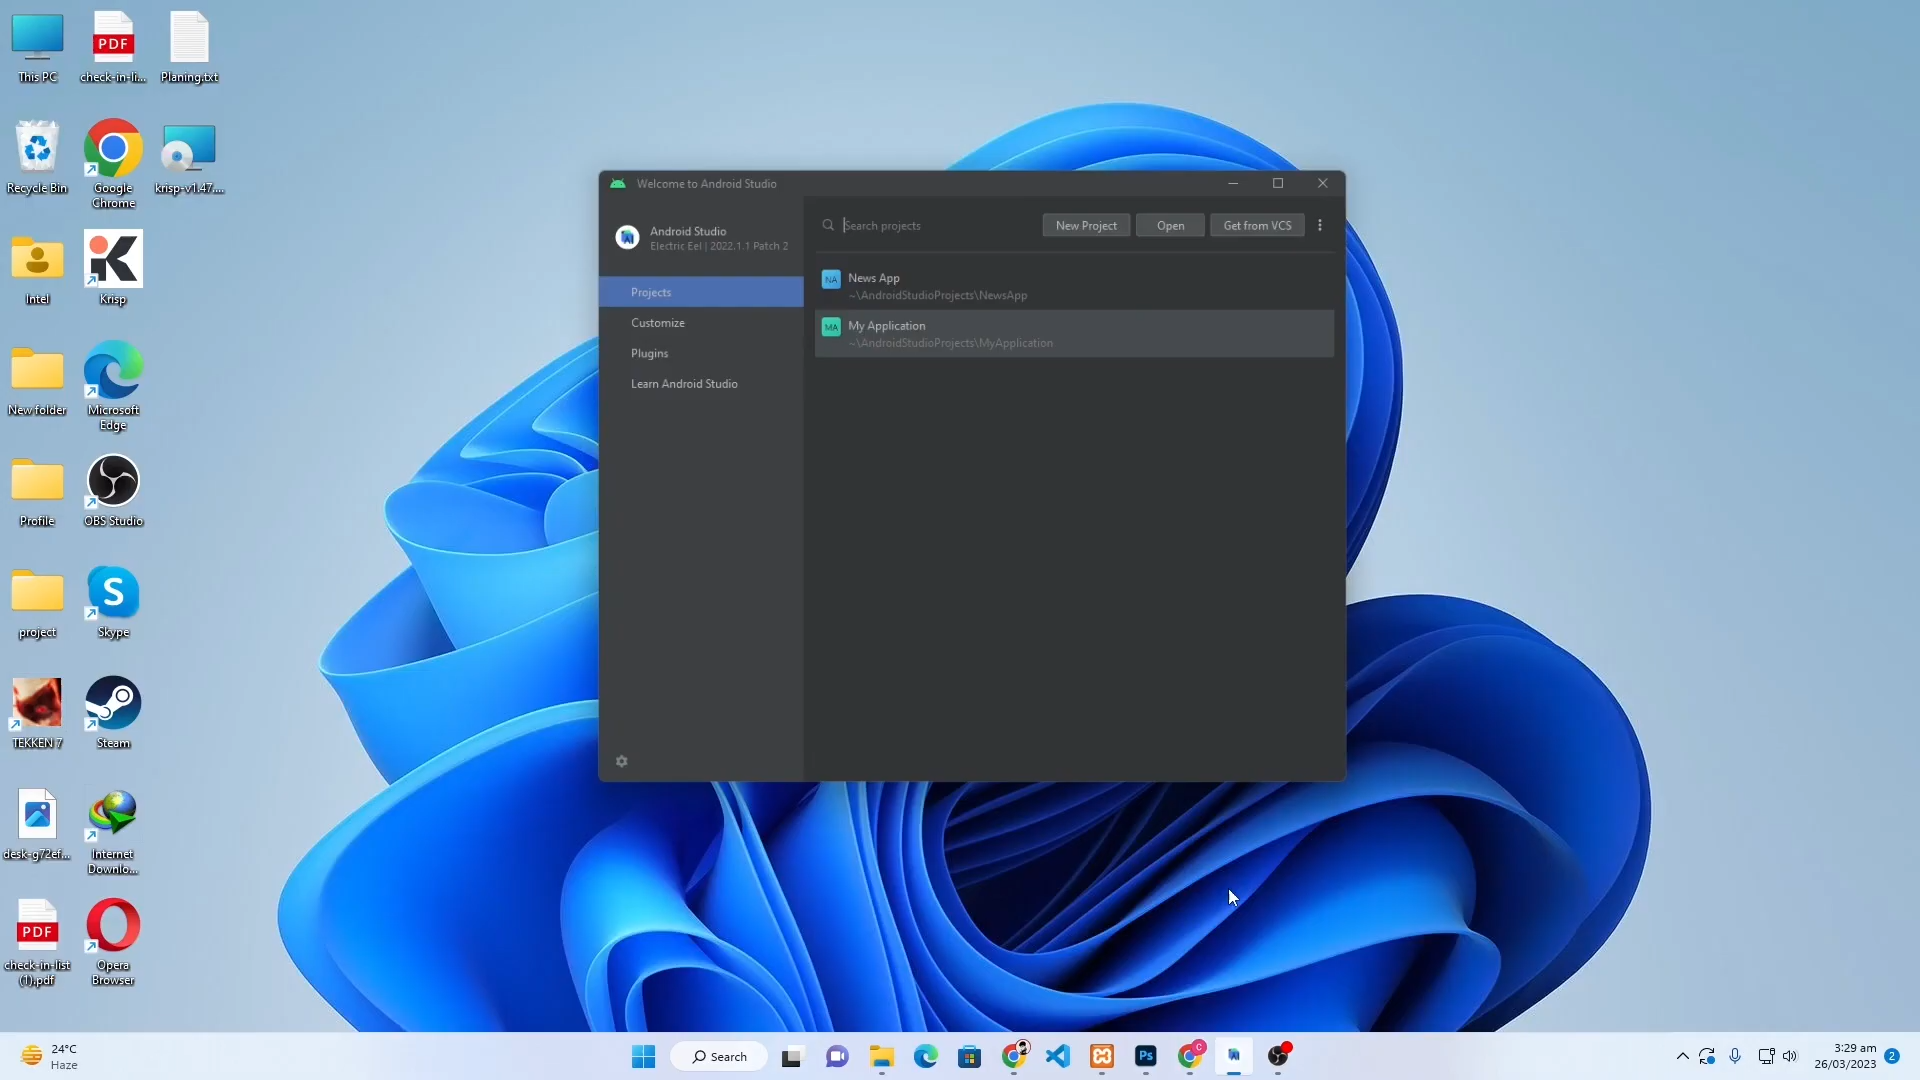 This PC
check-in-li...
Planing.txt
PDF
Recycle Bin
Google
Chrome
krisp-v1.47....
Intel
Krisp
New folder
Microsoft
Edge
Profile
OBS Studio
project
Skype
TEKKEN 7
Steam
desk-g72ef...
Internet
Downlo...
PDF
check-in-list
(1).pdf
Opera
Browser
Welcome to Android Studio
Android Studio
Electric Eel | 2022.1.1 Patch 2
Search projects
New Project
Open
Get from VCS
Projects
Customize
Plugins
Learn Android Studio
NA
News App
~\AndroidStudioProjects\NewsApp
MA
My Application
~\AndroidStudioProjects\MyApplication
24°C
Haze
Search
Ps
C
3:29 am
26/03/2023
2